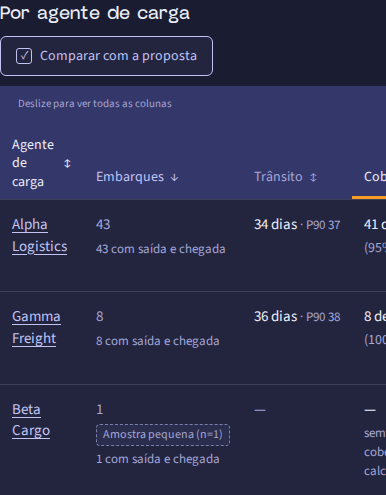 Por agente de carga
Comparar com a proposta
Deslize para ver todas as colunas
Agente
de
carga ↕
Embarques ↓
Trânsito ↕
Cob
Alpha
Logistics
43
43 com saída e chegada
34 dias · P90 37
41 d
(95%
Gamma
Freight
8
8 com saída e chegada
36 dias · P90 38
8 de
(100
Beta
Cargo
1
Amostra pequena (n=1)
1 com saída e chegada
—
—
sem
cobe
calc